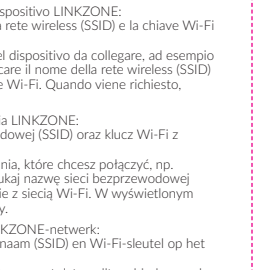 spositivo LINKZONE:
rete wireless (SSID) e la chiave Wi-Fi
el dispositivo da collegare, ad esempio
care il nome della rete wireless (SSID)
e Wi-Fi. Quando viene richiesto,
ia LINKZONE:
dowej (SSID) oraz klucz Wi-Fi z
nia, które chcesz połączyć, np.
ukaj nazwę sieci bezprzewodowej
ie z siecią Wi-Fi. W wyświetlonym
y.
KZONE-netwerk:
naam (SSID) en Wi-Fi-sleutel op het